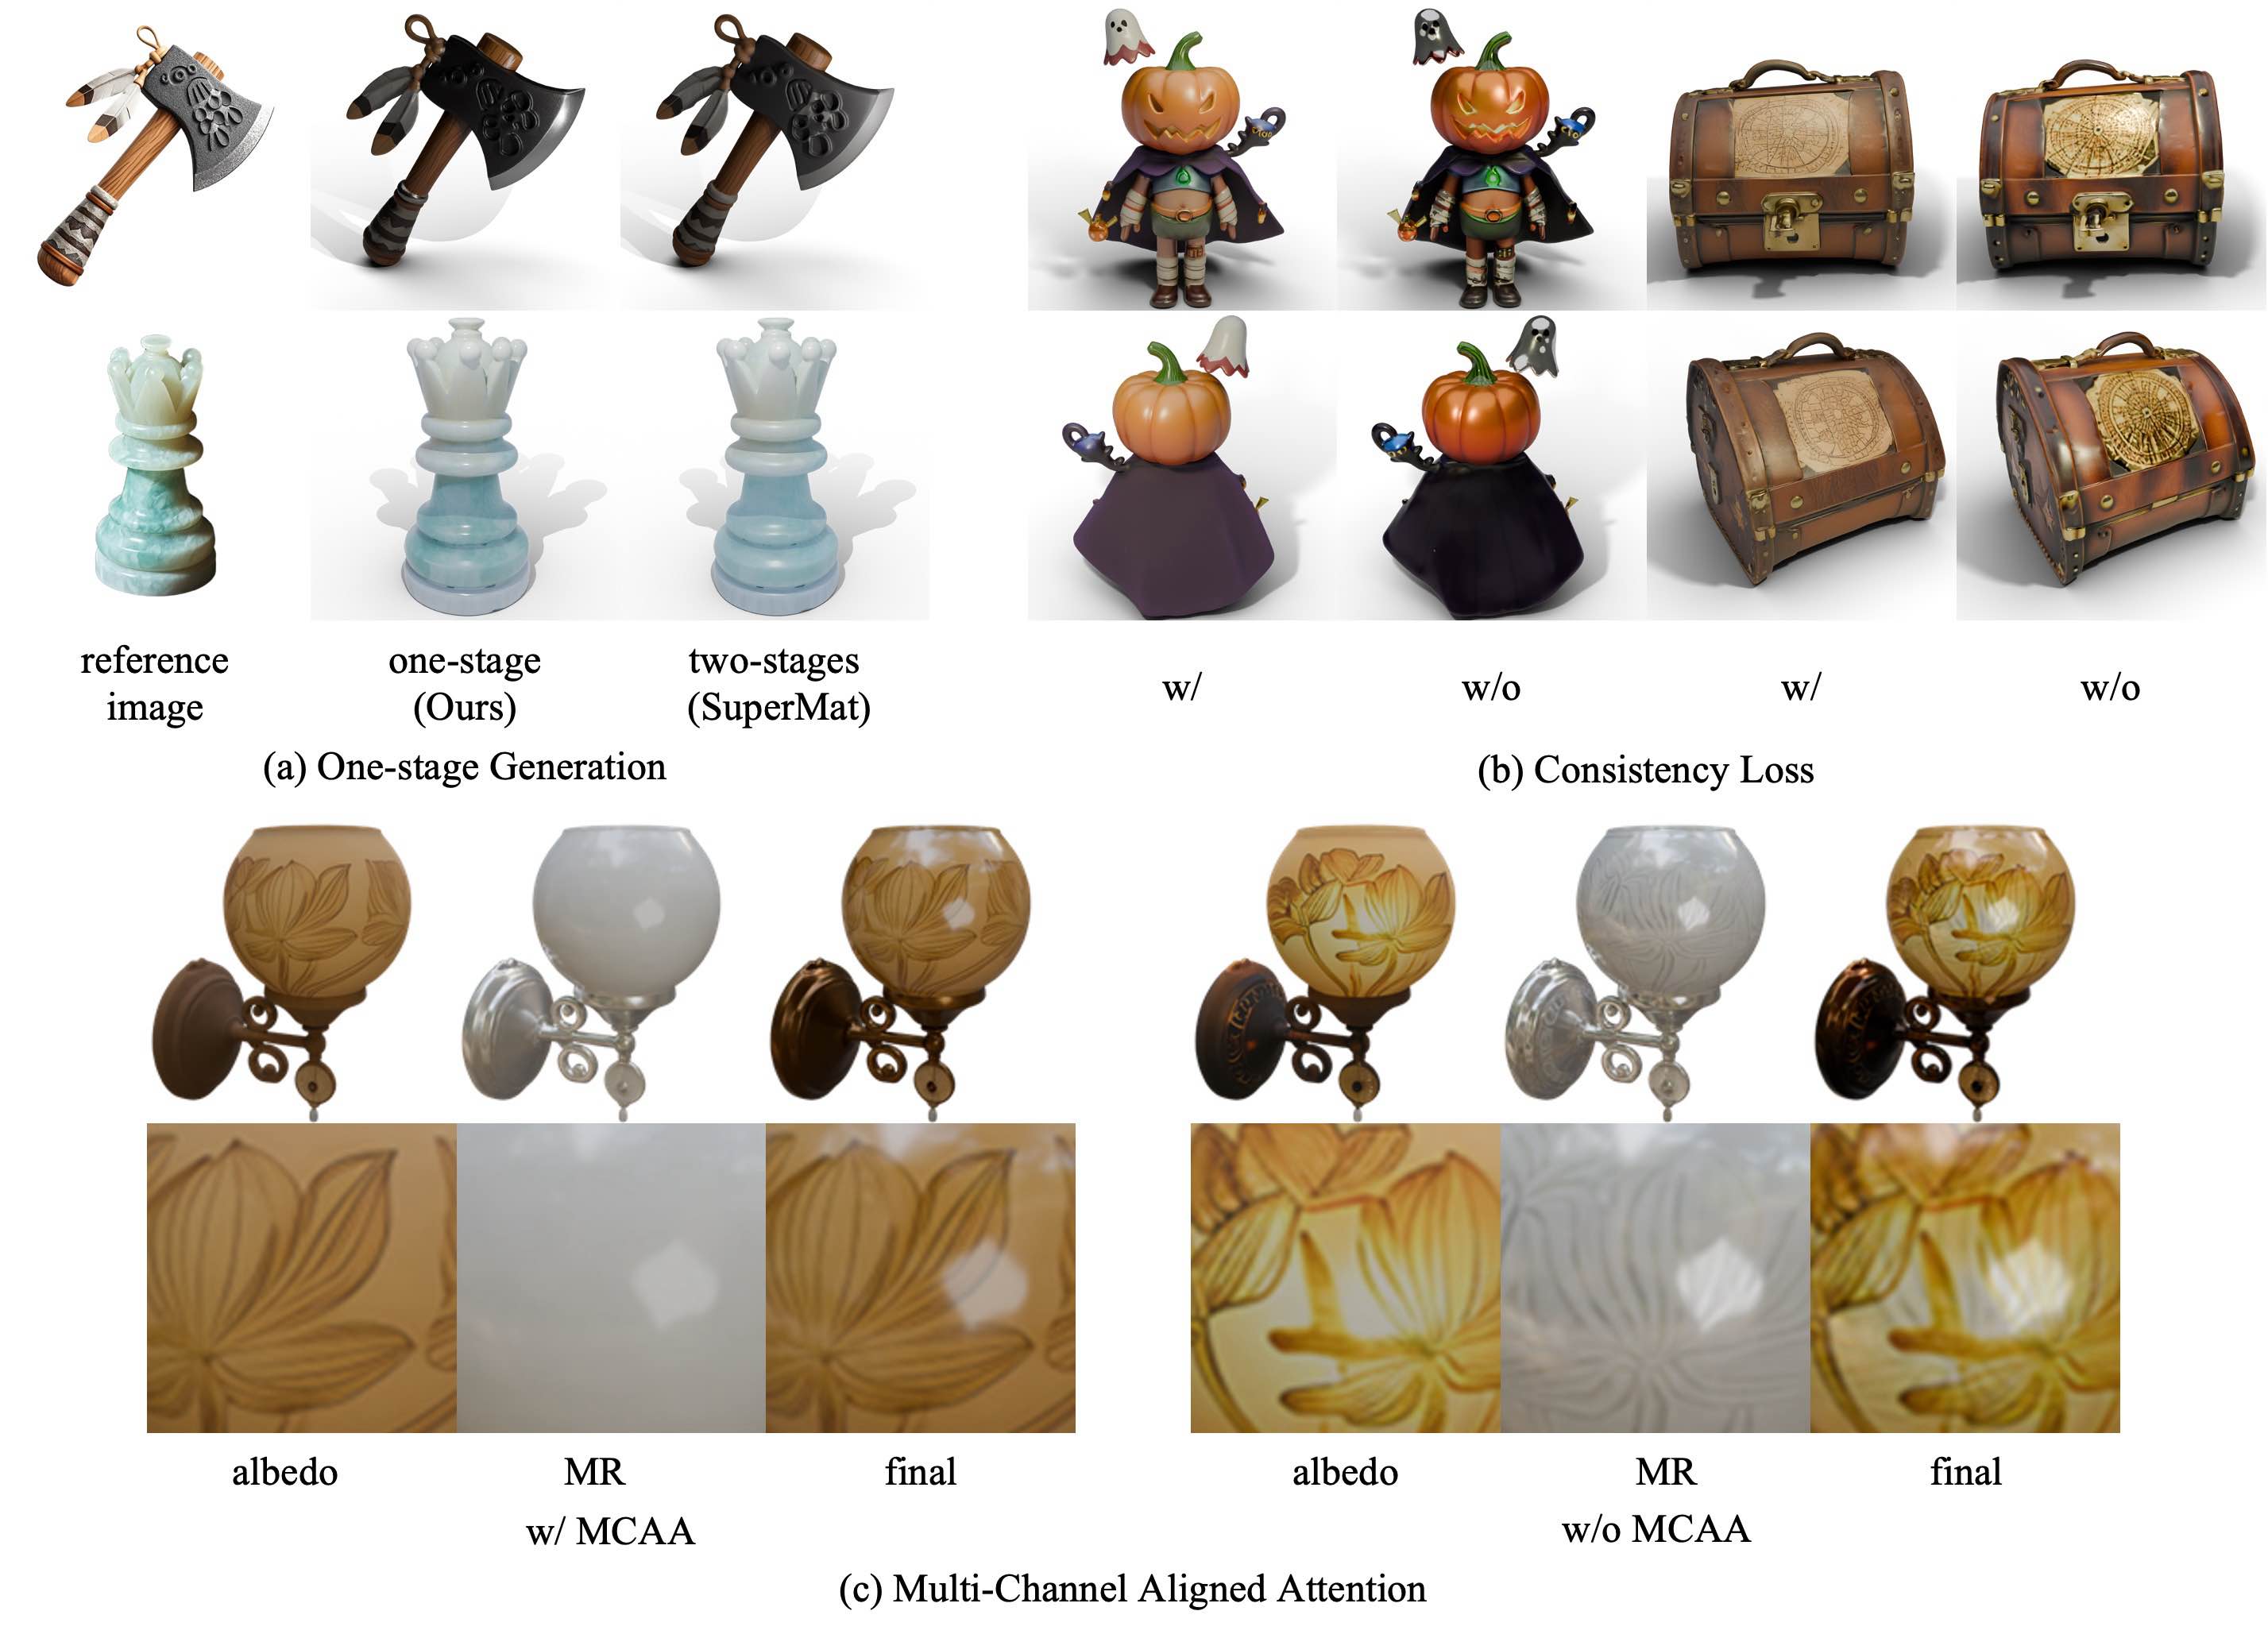 reference
image
one-stage
(Ours)
two-stages
(SuperMat)
(a) One-stage Generation
w/
w/o
w/
w/o
(b) Consistency Loss
albedo
MR
final
w/ MCAA
albedo
MR
final
w/o MCAA
(c) Multi-Channel Aligned Attention